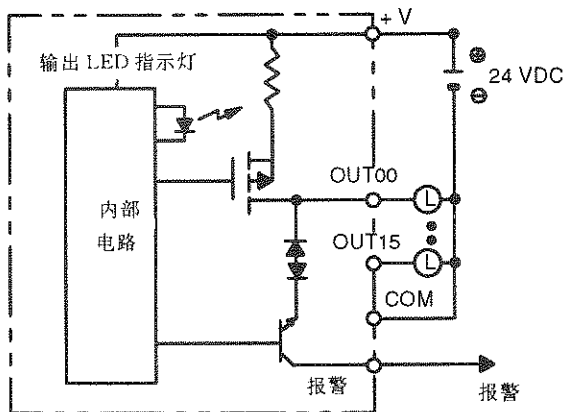 + V
输出 LED 指示灯
⊕
24 VDC
⊖
OUT00
L
内部
电路
OUT15
L
COM
报警
报警